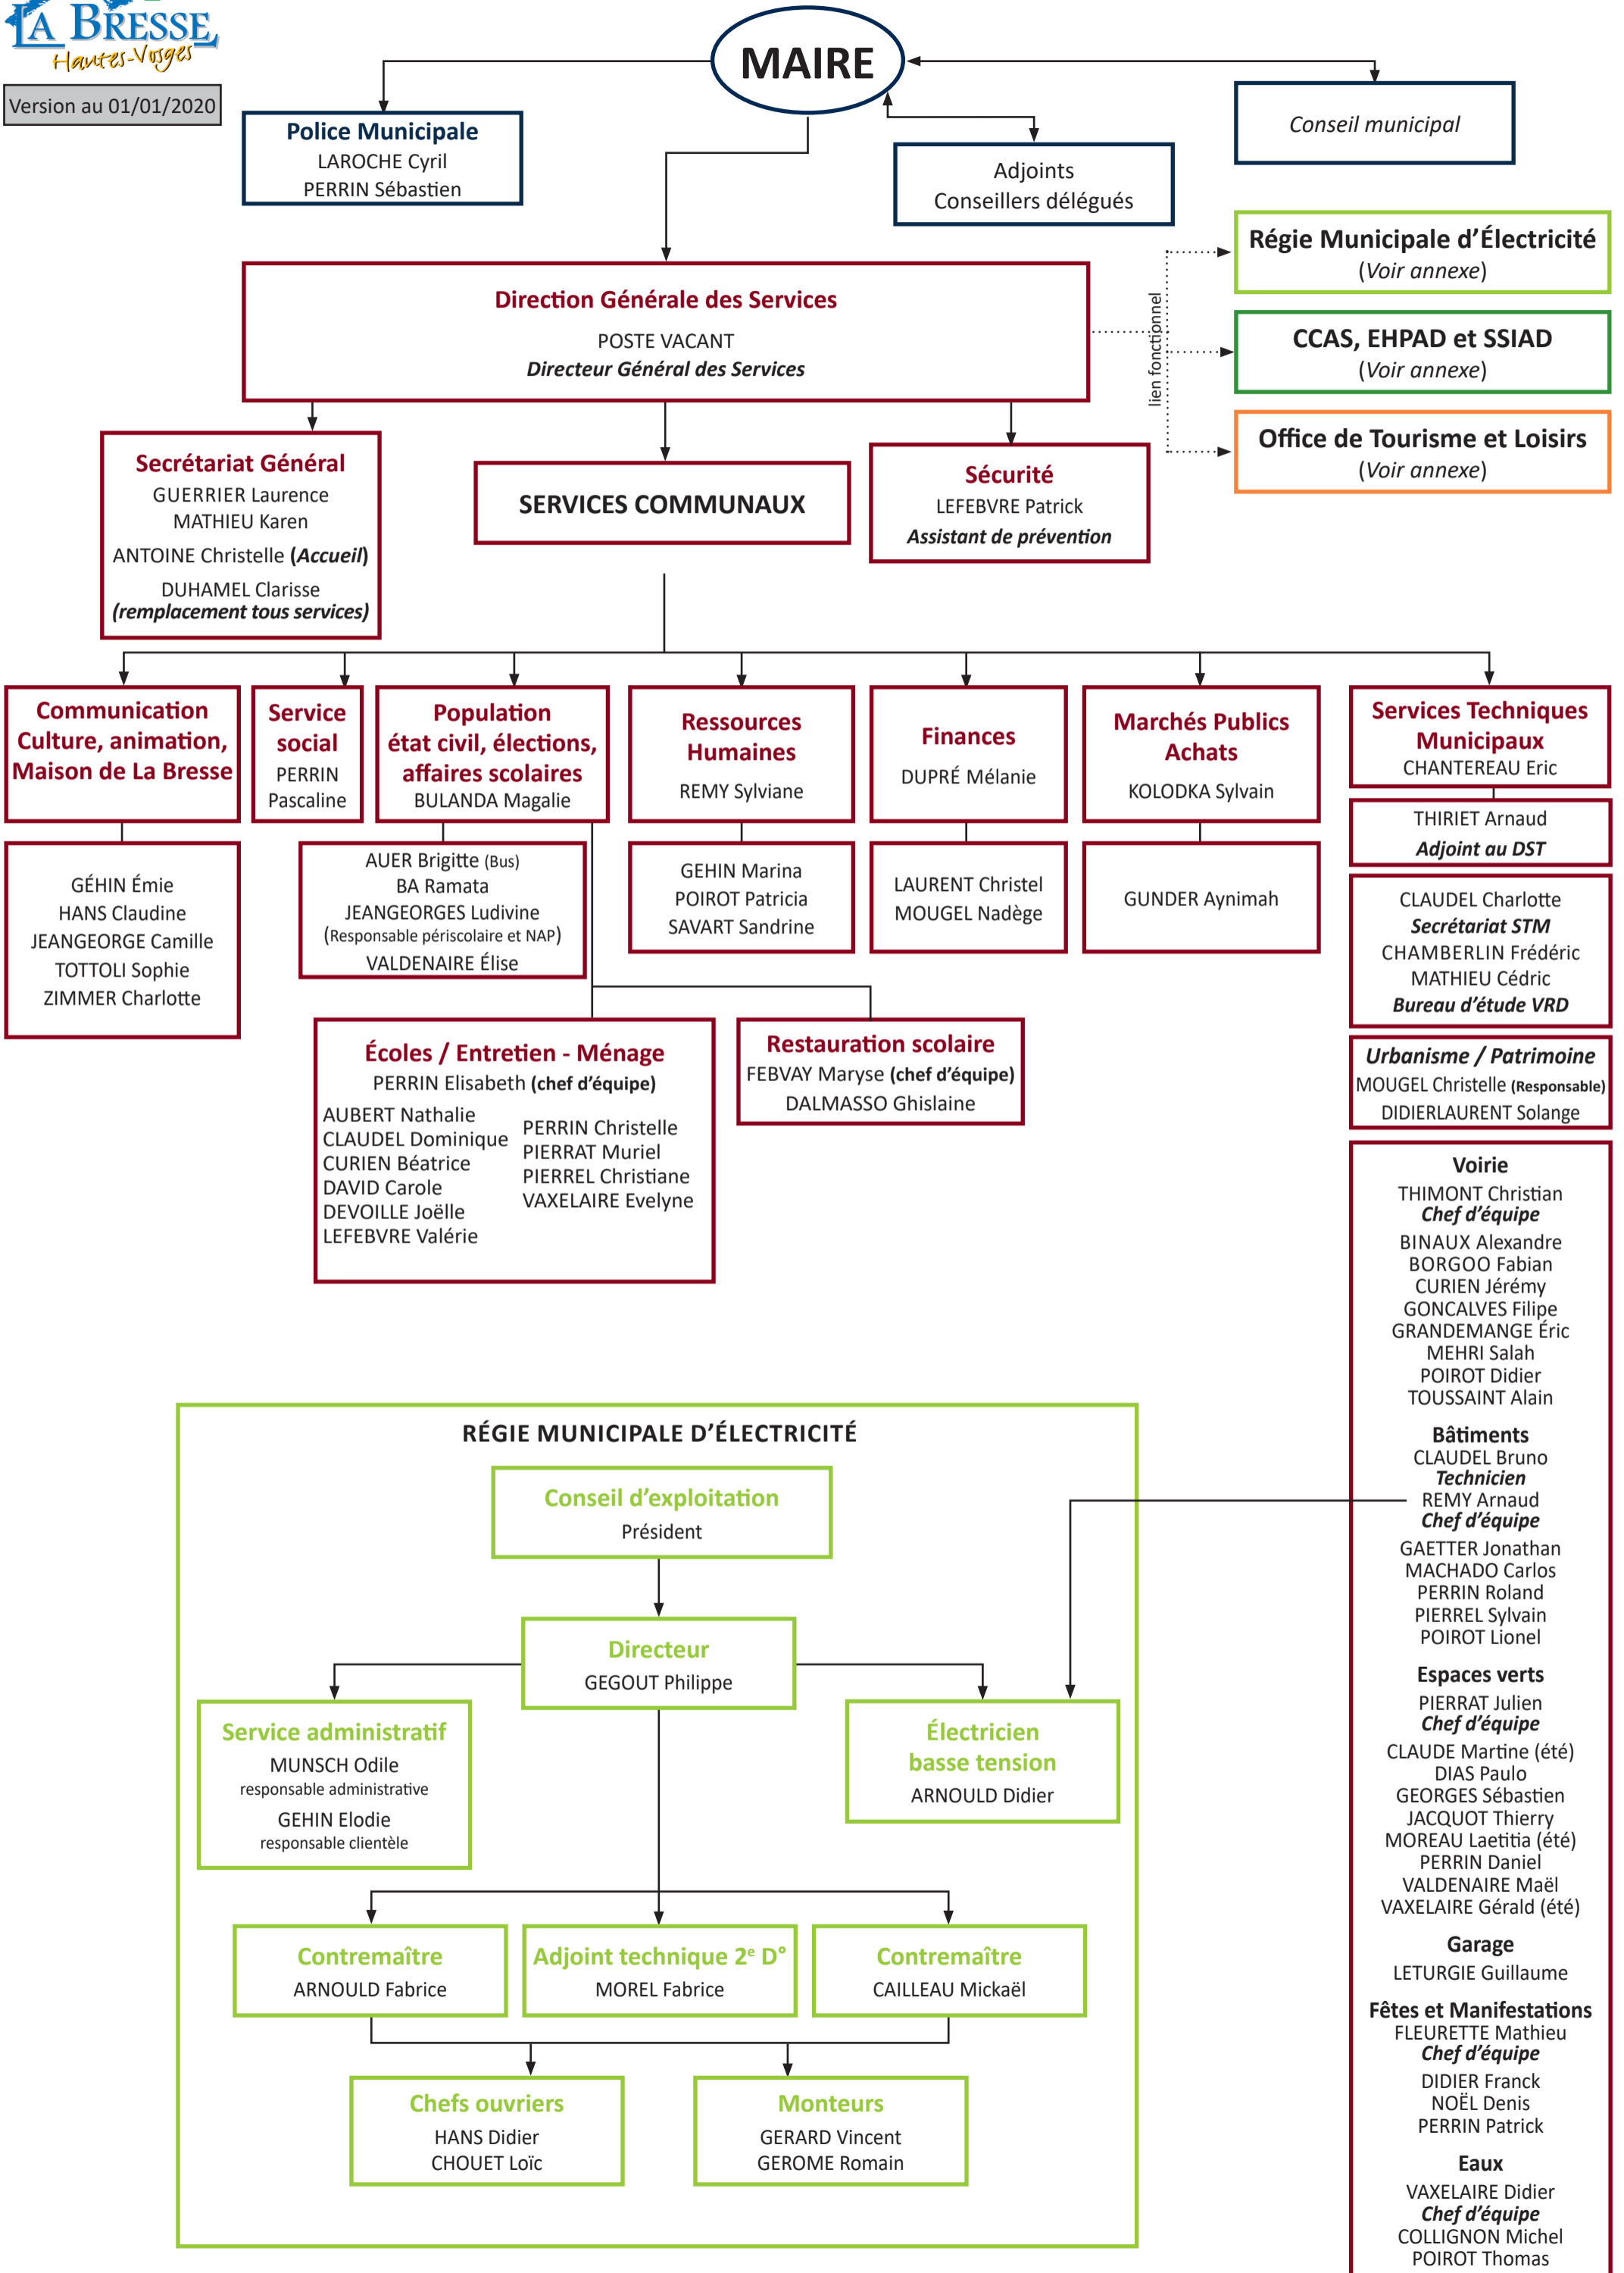 LA BRESSE
Hautes-Vosges
Version au 01/01/2020
MAIRE
Police Municipale
LAROCHE Cyril
PERRIN Sébastien
Adjoints
Conseillers délégués
Conseil municipal
Direction Générale des Services
POSTE VACANT
Directeur Général des Services
lien fonctionnel
Régie Municipale d’Électricité
(Voir annexe)
CCAS, EHPAD et SSIAD
(Voir annexe)
Office de Tourisme et Loisirs
(Voir annexe)
Secrétariat Général
GUERRIER Laurence
MATHIEU Karen
ANTOINE Christelle (Accueil)
DUHAMEL Clarisse
(remplacement tous services)
SERVICES COMMUNAUX
Sécurité
LEFEBVRE Patrick
Assistant de prévention
Communication
Culture, animation,
Maison de La Bresse
GÉHIN Émie
HANS Claudine
JEANGEORGE Camille
TOTTOLI Sophie
ZIMMER Charlotte
Service
social
PERRIN
Pascaline
Population
état civil, élections,
affaires scolaires
BULANDA Magalie
AUER Brigitte (Bus)
BA Ramata
JEANGEORGES Ludivine
(Responsable périscolaire et NAP)
VALDENAIRE Élise
Ressources
Humaines
REMY Sylviane
GEHIN Marina
POIROT Patricia
SAVART Sandrine
Finances
DUPRÉ Mélanie
LAURENT Christel
MOUGEL Nadège
Marchés Publics
Achats
KOLODKA Sylvain
GUNDER Aynimah
Services Techniques
Municipaux
CHANTEREAU Eric
THIRIET Arnaud
Adjoint au DST
CLAUDEL Charlotte
Secrétariat STM
CHAMBERLIN Frédéric
MATHIEU Cédric
Bureau d’étude VRD
Urbanisme / Patrimoine
MOUGEL Christelle (Responsable)
DIDIERLAURENT Solange
Écoles / Entretien - Ménage
PERRIN Elisabeth (chef d’équipe)
AUBERT Nathalie
CLAUDEL Dominique
CURIEN Béatrice
DAVID Carole
DEVOILLE Joëlle
LEFEBVRE Valérie
PERRIN Christelle
PIERRAT Muriel
PIERREL Christiane
VAXELAIRE Evelyne
Restauration scolaire
FEBVAY Maryse (chef d’équipe)
DALMASSO Ghislaine
Voirie
THIMONT Christian
Chef d’équipe
BINAUX Alexandre
BORGOO Fabian
CURIEN Jérémy
GONCALVES Filipe
GRANDEMANGE Éric
MEHRI Salah
POIROT Didier
TOUSSAINT Alain
Bâtiments
CLAUDEL Bruno
Technicien
REMY Arnaud
Chef d’équipe
GAETTER Jonathan
MACHADO Carlos
PERRIN Roland
PIERREL Sylvain
POIROT Lionel
Espaces verts
PIERRAT Julien
Chef d’équipe
CLAUDE Martine (été)
DIAS Paulo
GEORGES Sébastien
JACQUOT Thierry
MOREAU Laetitia (été)
PERRIN Daniel
VALDENAIRE Maël
VAXELAIRE Gérald (été)
Garage
LETURGIE Guillaume
Fêtes et Manifestations
FLEURETTE Mathieu
Chef d’équipe
DIDIER Franck
NOËL Denis
PERRIN Patrick
Eaux
VAXELAIRE Didier
Chef d’équipe
COLLIGNON Michel
POIROT Thomas
RÉGIE MUNICIPALE D’ÉLECTRICITÉ
Conseil d’exploitation
Président
Directeur
GEGOUT Philippe
Service administratif
MUNSCH Odile
responsable administrative
GEHIN Elodie
responsable clientèle
Électricien
basse tension
ARNOULD Didier
Contremaître
ARNOULD Fabrice
Adjoint technique 2e D°
MOREL Fabrice
Contremaître
CAILLEAU Mickaël
Chefs ouvriers
HANS Didier
CHOUET Loïc
Monteurs
GERARD Vincent
GEROME Romain